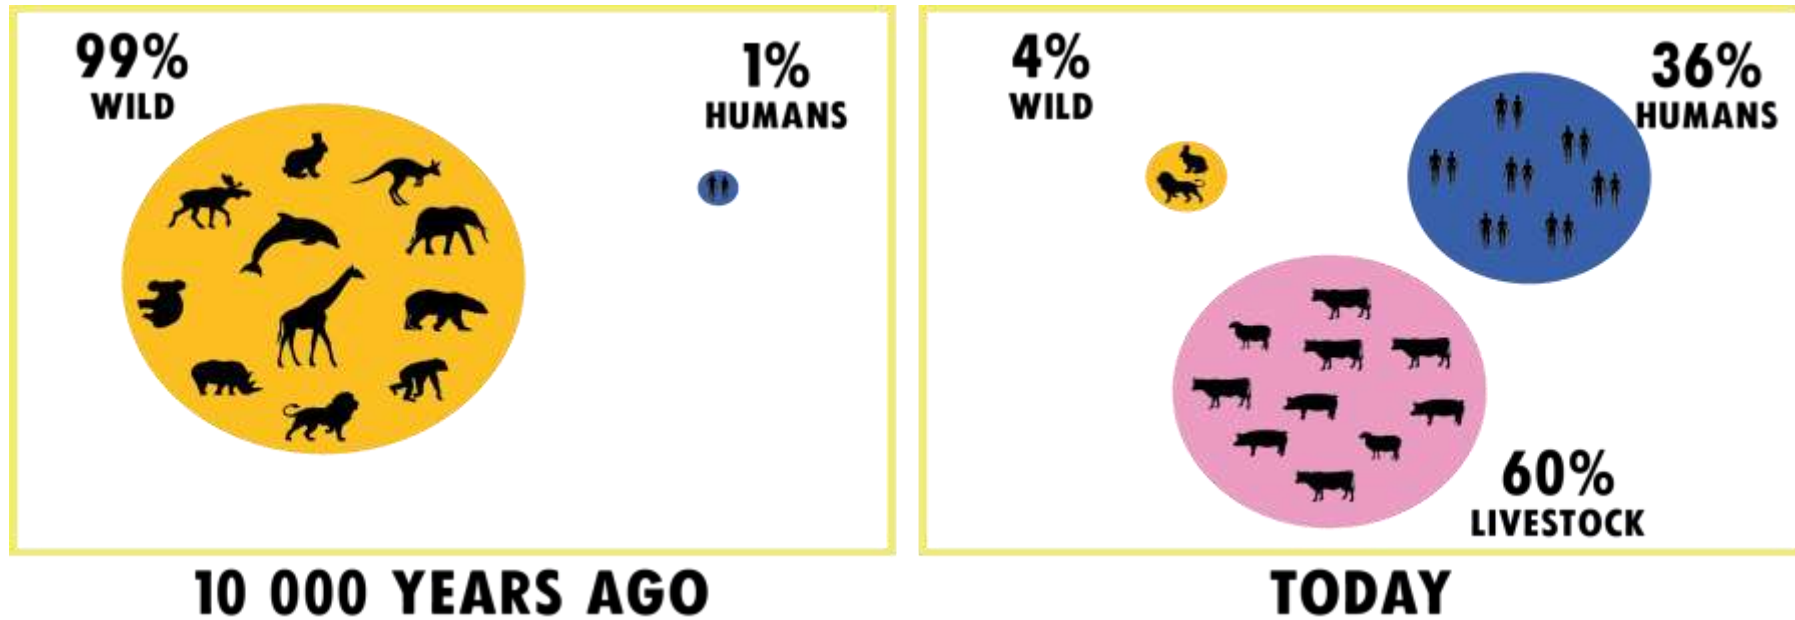 99%
WILD
1%
HUMANS
4%
WILD
36%
HUMANS
60%
LIVESTOCK
10 000 YEARS AGO
TODAY